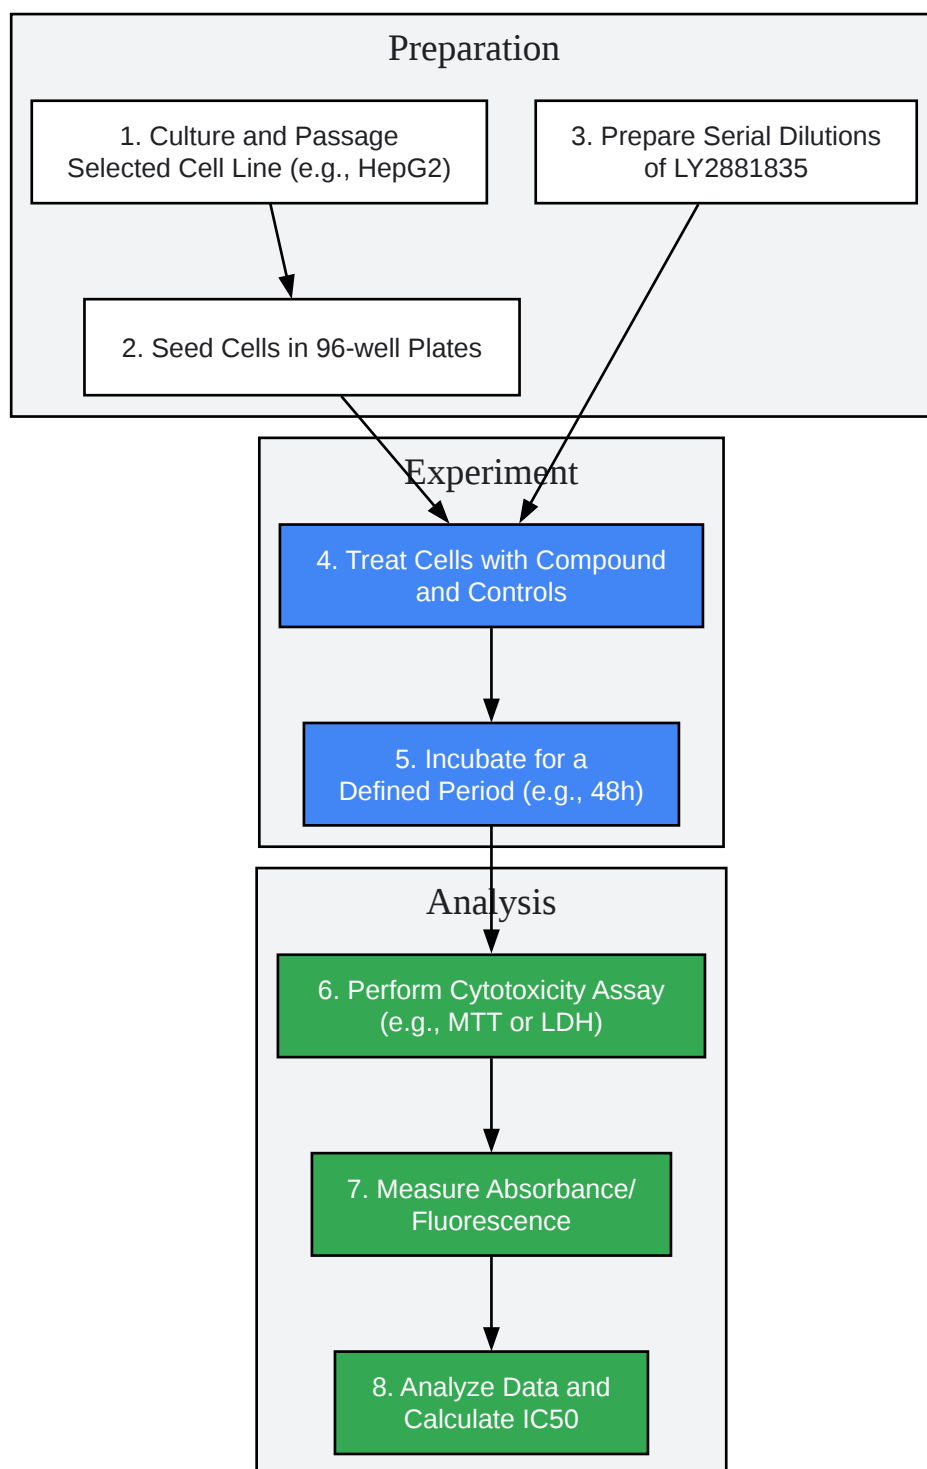 Preparation
1. Culture and Passage
Selected Cell Line (e.g., HepG2)
3. Prepare Serial Dilutions
of LY2881835
2. Seed Cells in 96-well Plates
Experiment
4. Treat Cells with Compound
and Controls
5. Incubate for a
Defined Period (e.g., 48h)
Analysis
6. Perform Cytotoxicity Assay
(e.g., MTT or LDH)
7. Measure Absorbance/
Fluorescence
8. Analyze Data and
Calculate IC50